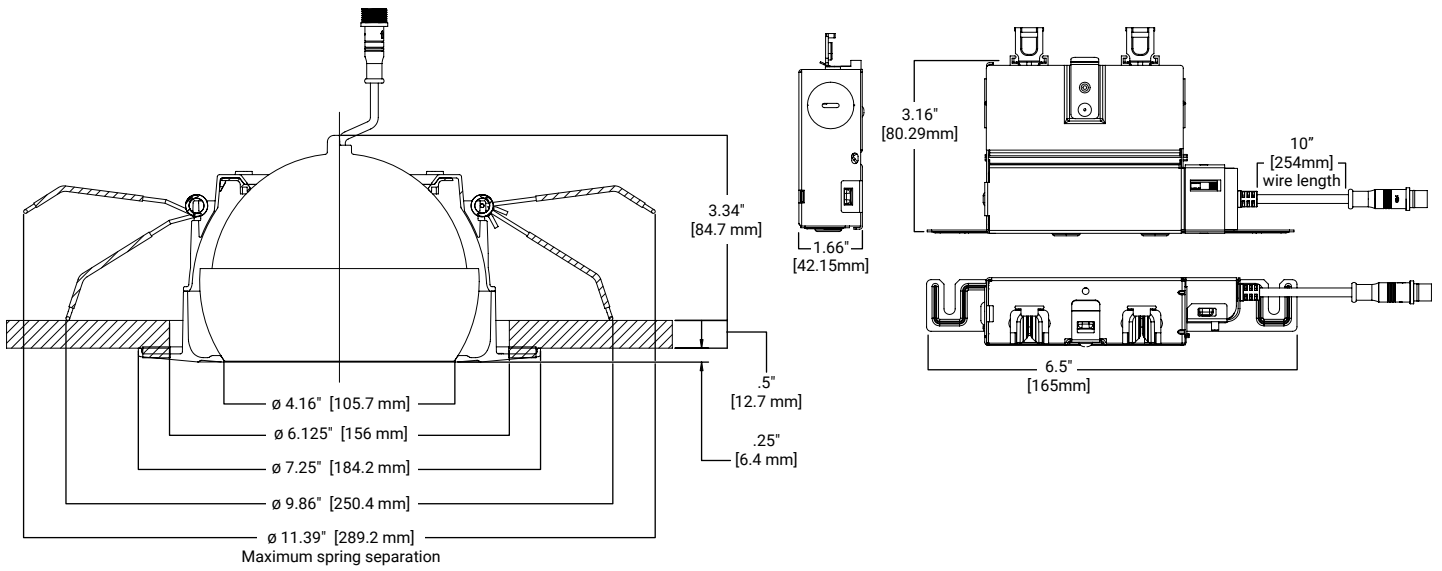 3.34"
[84.7 mm]
.5"
[12.7 mm]
.25"
[6.4 mm]
ø 4.16" [105.7 mm]
ø 6.125" [156 mm]
ø 7.25" [184.2 mm]
ø 9.86" [250.4 mm]
ø 11.39" [289.2 mm]
Maximum spring separation
1.66"
[42.15mm]
3.16"
[80.29mm]
10”
[254mm]
wire length
6.5"
[165mm]